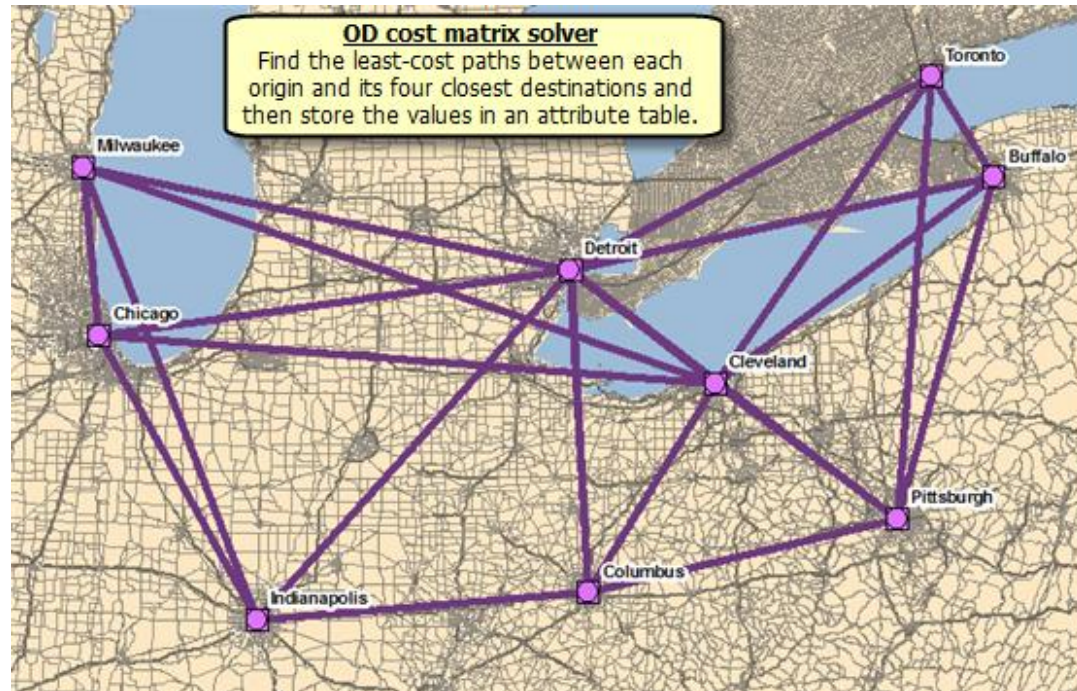 OD cost matrix solver
Find the least-cost paths between each
origin and its four closest destinations and
then store the values in an attribute table.
Toronto
Milwaukee
Buffalo
Detroit
Chicago
Cleveland
Pittsburgh
Columbus
Indianapolis